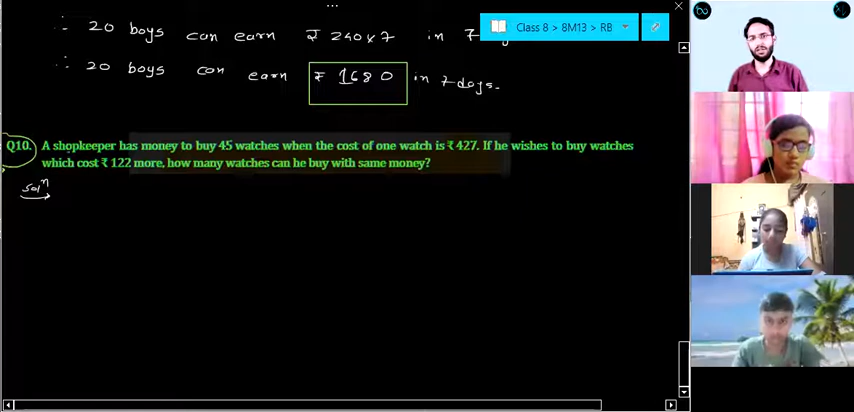 ...
∴ 20 boys can earn ₹ 240×7 in 7
Class 8 > 8M13 > RB
∴ 20 boys can earn ₹ 1680 in 7 days.
Q10. A shopkeeper has money to buy 45 watches when the cost of one watch is ₹ 427. If he wishes to buy watches
which cost ₹ 122 more, how many watches can he buy with same money?
Solⁿ